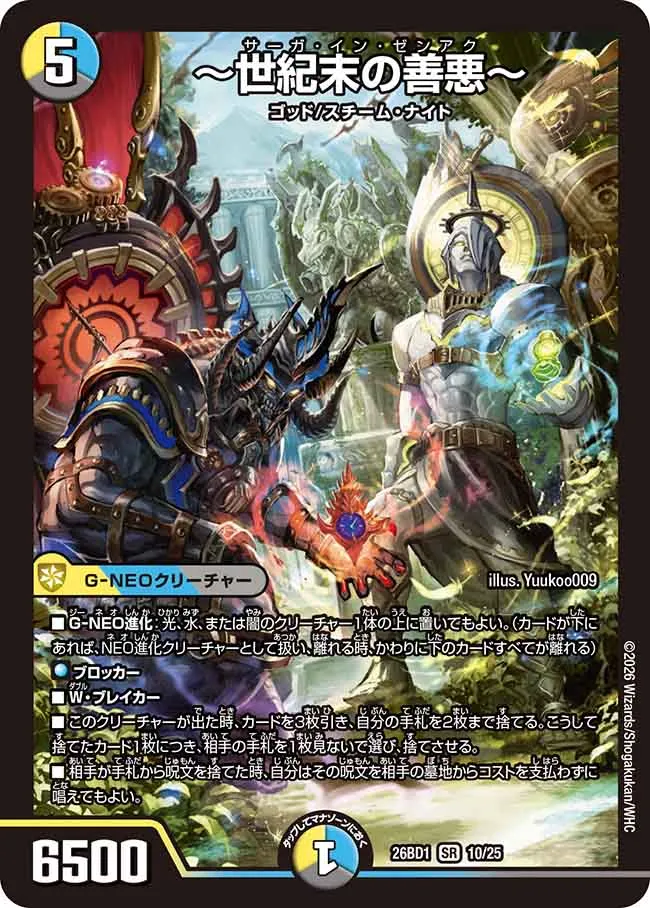 5
サーガ・イン・ゼンアク
～世紀末の善悪～
ゴッド/スチーム・ナイト
G-NEOクリーチャー
illus. Yuukoo009
■G-NEO進化:光、水、または闇のクリーチャー1体の上に置いてもよい。(カードが下に
あれば、NEO進化クリーチャーとして扱い、離れる時、かわりに下のカードすべてが離れる)
ブロッカー
■W・ブレイカー
■このクリーチャーが出た時、カードを3枚引き、自分の手札を2枚まで捨てる。こうして
捨てたカード1枚につき、相手の手札を1枚見ないで選び、捨てさせる。
■相手が手札から呪文を捨てた時、自分はその呪文を相手の墓地からコストを支払わずに
唱えてもよい。
©2026 Wizards/Shogakukan/WHC
タップしてマナゾーンにおく
1
6500
26BD1 SR 10/25